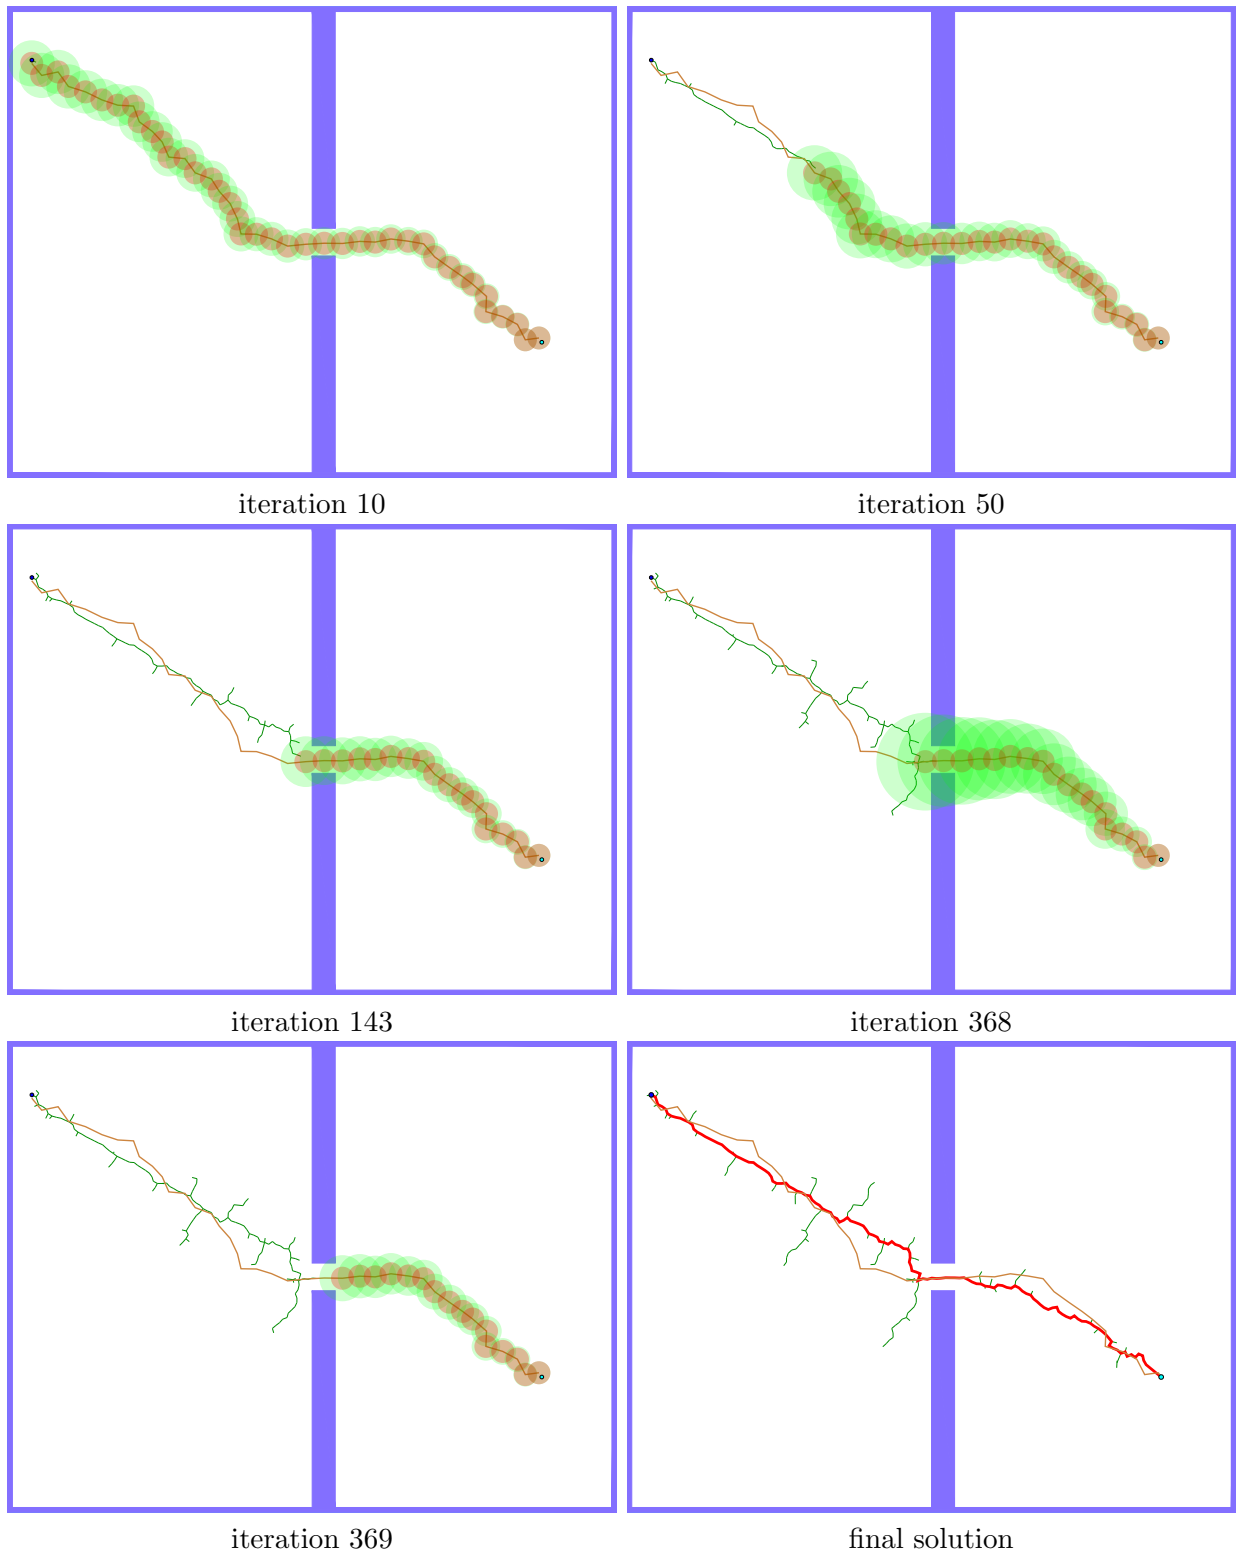 iteration 10
iteration 50
iteration 143
iteration 368
iteration 369
final solution